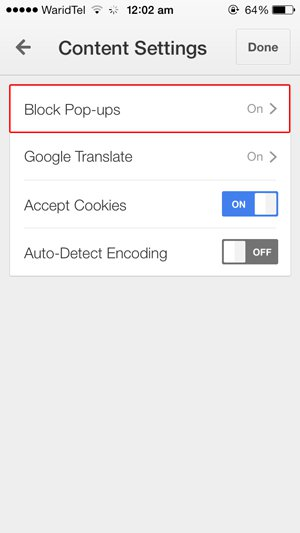 WaridTel 12:02 am 64%
Content Settings Done
Block Pop-ups On
Google Translate On
Accept Cookies ON
Auto-Detect Encoding OFF